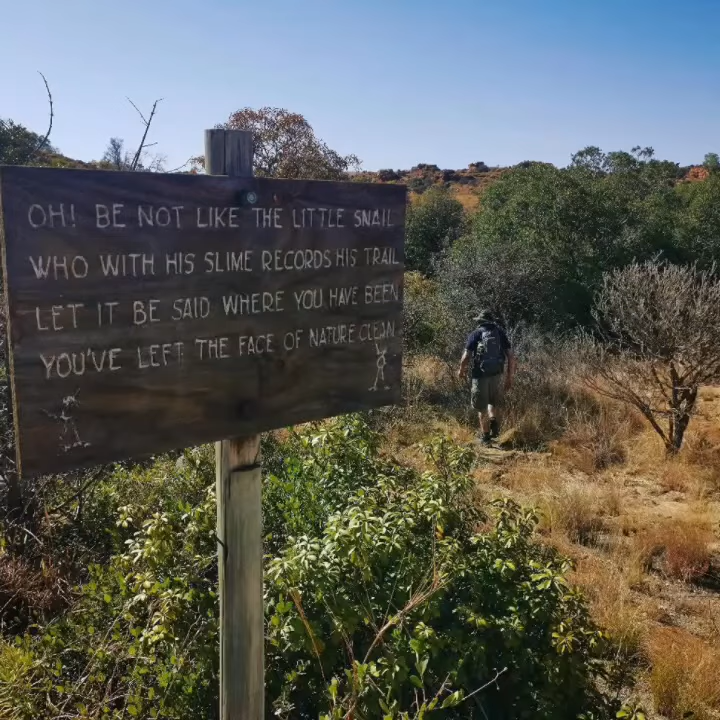 OH! BE NOT LIKE THE LITTLE SNAIL
WHO WITH HIS SLIME RECORDS HIS TRAIL
LET IT BE SAID WHERE YOU HAVE BEEN
YOU'VE LEFT THE FACE OF NATURE CLEAN